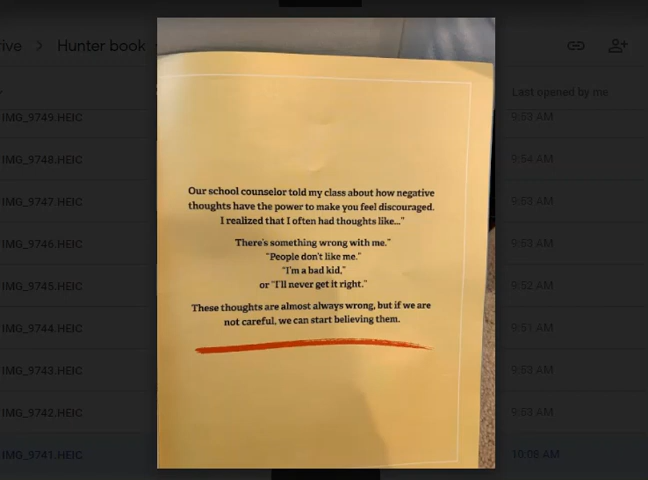 rive > Hunter book
Last opened by me
IMG_9749.HEIC 9:53 AM
IMG_9748.HEIC 9:54 AM
IMG_9747.HEIC 9:53 AM
IMG_9746.HEIC 9:53 AM
IMG_9745.HEIC 9:52 AM
IMG_9744.HEIC 9:51 AM
IMG_9743.HEIC 9:53 AM
IMG_9742.HEIC 9:53 AM
IMG_9741.HEIC 10:05 AM
Our school counselor told my class about how negative
thoughts have the power to make you feel discouraged.
I realized that I often had thoughts like..."
There's something wrong with me."
"People don't like me."
"I'm a bad kid,"
or "I'll never get it right."
These thoughts are almost always wrong, but if we are
not careful, we can start believing them.